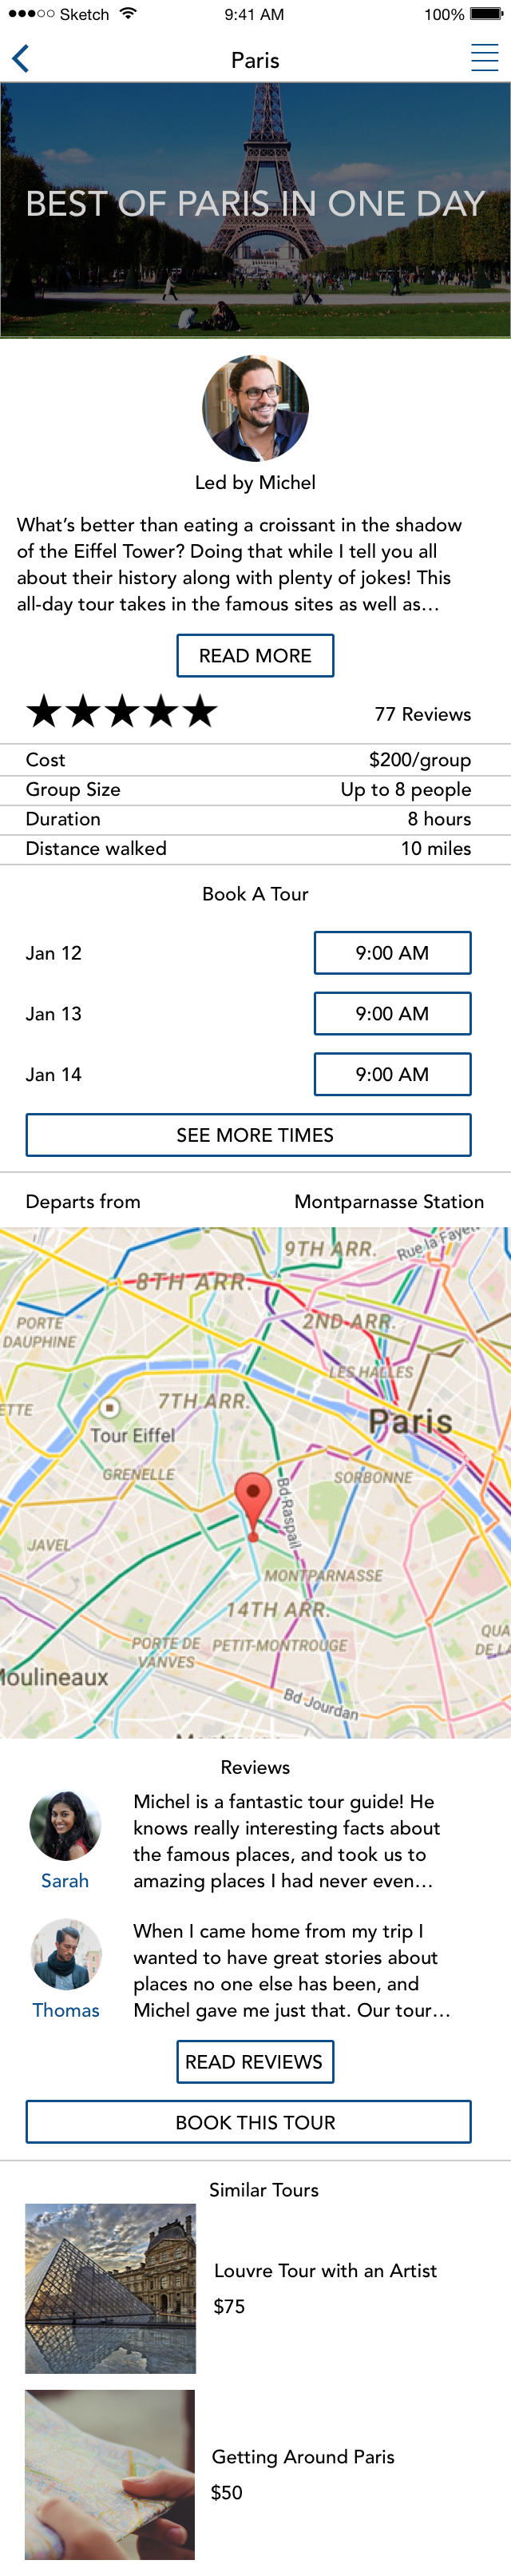 Sketch 9:41 AM 100%
Paris
BEST OF PARIS IN ONE DAY
Led by Michel
What's better than eating a croissant in the shadow
of the Eiffel Tower? Doing that while I tell you all
about their history along with plenty of jokes! This
all-day tour takes in the famous sites as well as...
READ MORE
★★★★★ 77 Reviews
Cost $200/group
Group Size Up to 8 people
Duration 8 hours
Distance walked 10 miles
Book A Tour
Jan 12 9:00 AM
Jan 13 9:00 AM
Jan 14 9:00 AM
SEE MORE TIMES
Departs from Montparnasse Station
9TH ARR.
Rue la Fayet
8TH ARR.
2ND ARR.
PORTE
DAUPHINE
LES HALLES
7TH ARR.
ETTE
Paris
Tour Eiffel
GRENELLE
SORBONNE
Bd Raspail
JAVEL
MONTPARNASSE
14TH ARR.
PORTE DE
VANVES
PETIT-MONTROUGE
QUA
DE LA
Moulineaux
Bd Jourdan
Reviews
Michel is a fantastic tour guide! He
knows really interesting facts about
the famous places, and took us to
amazing places I had never even...
Sarah
When I came home from my trip I
wanted to have great stories about
places no one else has been, and
Michel gave me just that. Our tour...
Thomas
READ REVIEWS
BOOK THIS TOUR
Similar Tours
Louvre Tour with an Artist
$75
Getting Around Paris
$50